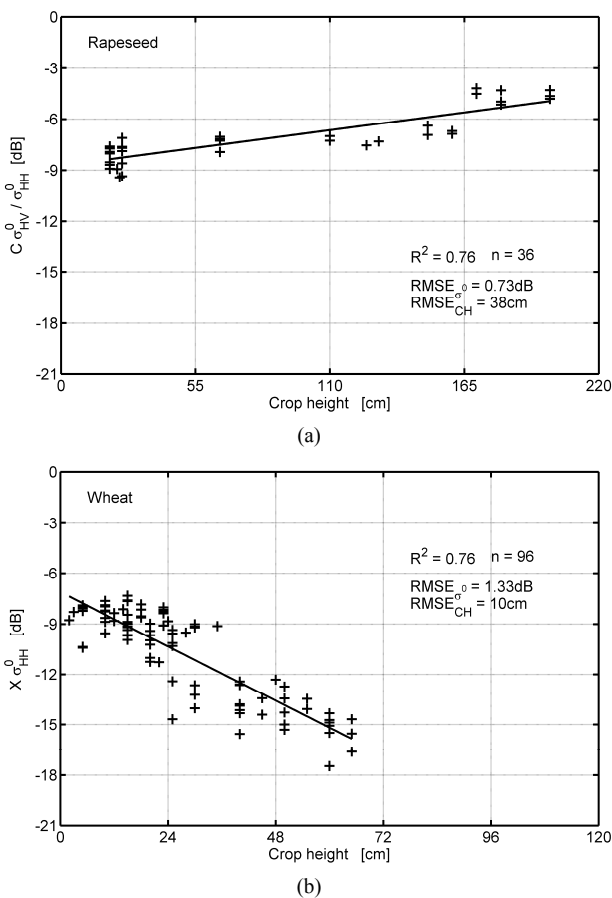 0
Rapeseed
-3
-6
-9
-12
-15
-18
-21
C σ⁰HV / σ⁰HH [dB]
R² = 0.76 n = 36
RMSEσ⁰ = 0.73dB
RMSECH = 38cm
0 55 110 165 220
Crop height [cm]
(a)
0
Wheat
-3
-6
-9
-12
-15
-18
-21
X σ⁰HH [dB]
R² = 0.76 n = 96
RMSEσ⁰ = 1.33dB
RMSECH = 10cm
0 24 48 72 96 120
Crop height [cm]
(b)